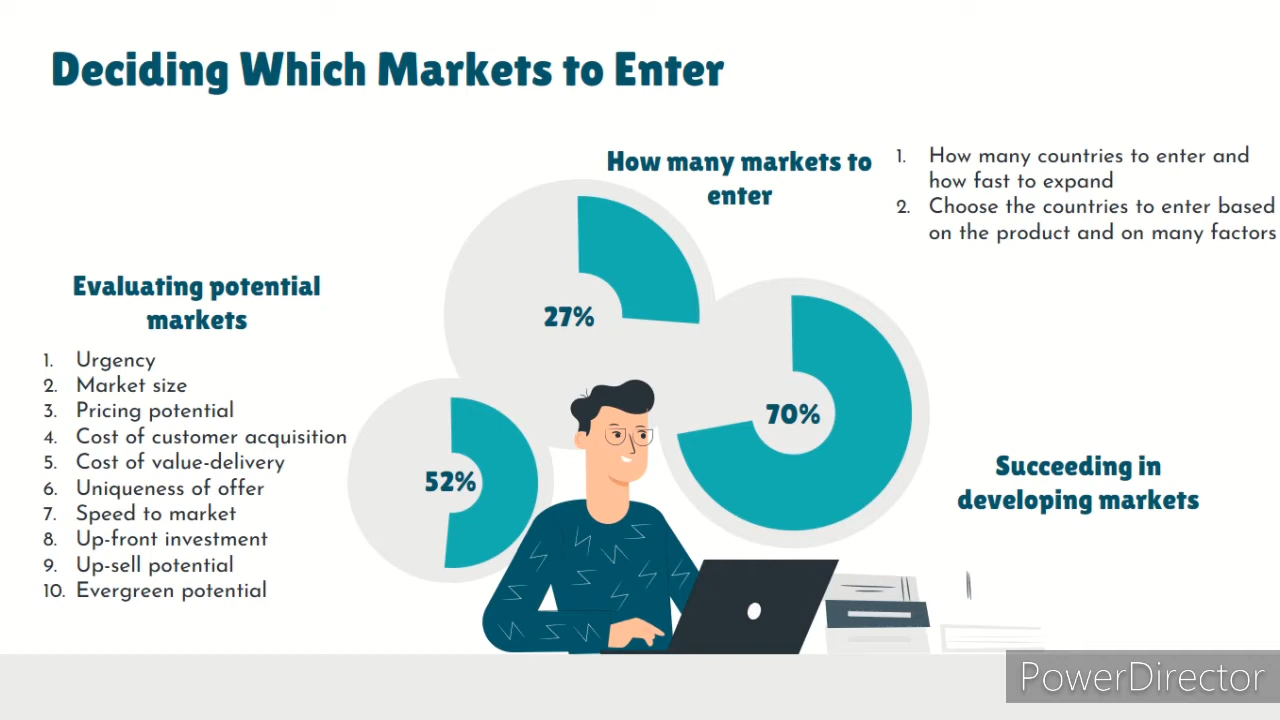 Deciding Which Markets to Enter
How many markets to
enter
1. How many countries to enter and
how fast to expand
2. Choose the countries to enter based
on the product and on many factors
Evaluating potential
markets
1. Urgency
2. Market size
3. Pricing potential
4. Cost of customer acquisition
5. Cost of value-delivery
6. Uniqueness of offer
7. Speed to market
8. Up-front investment
9. Up-sell potential
10. Evergreen potential
27%
70%
52%
Succeeding in
developing markets
PowerDirector